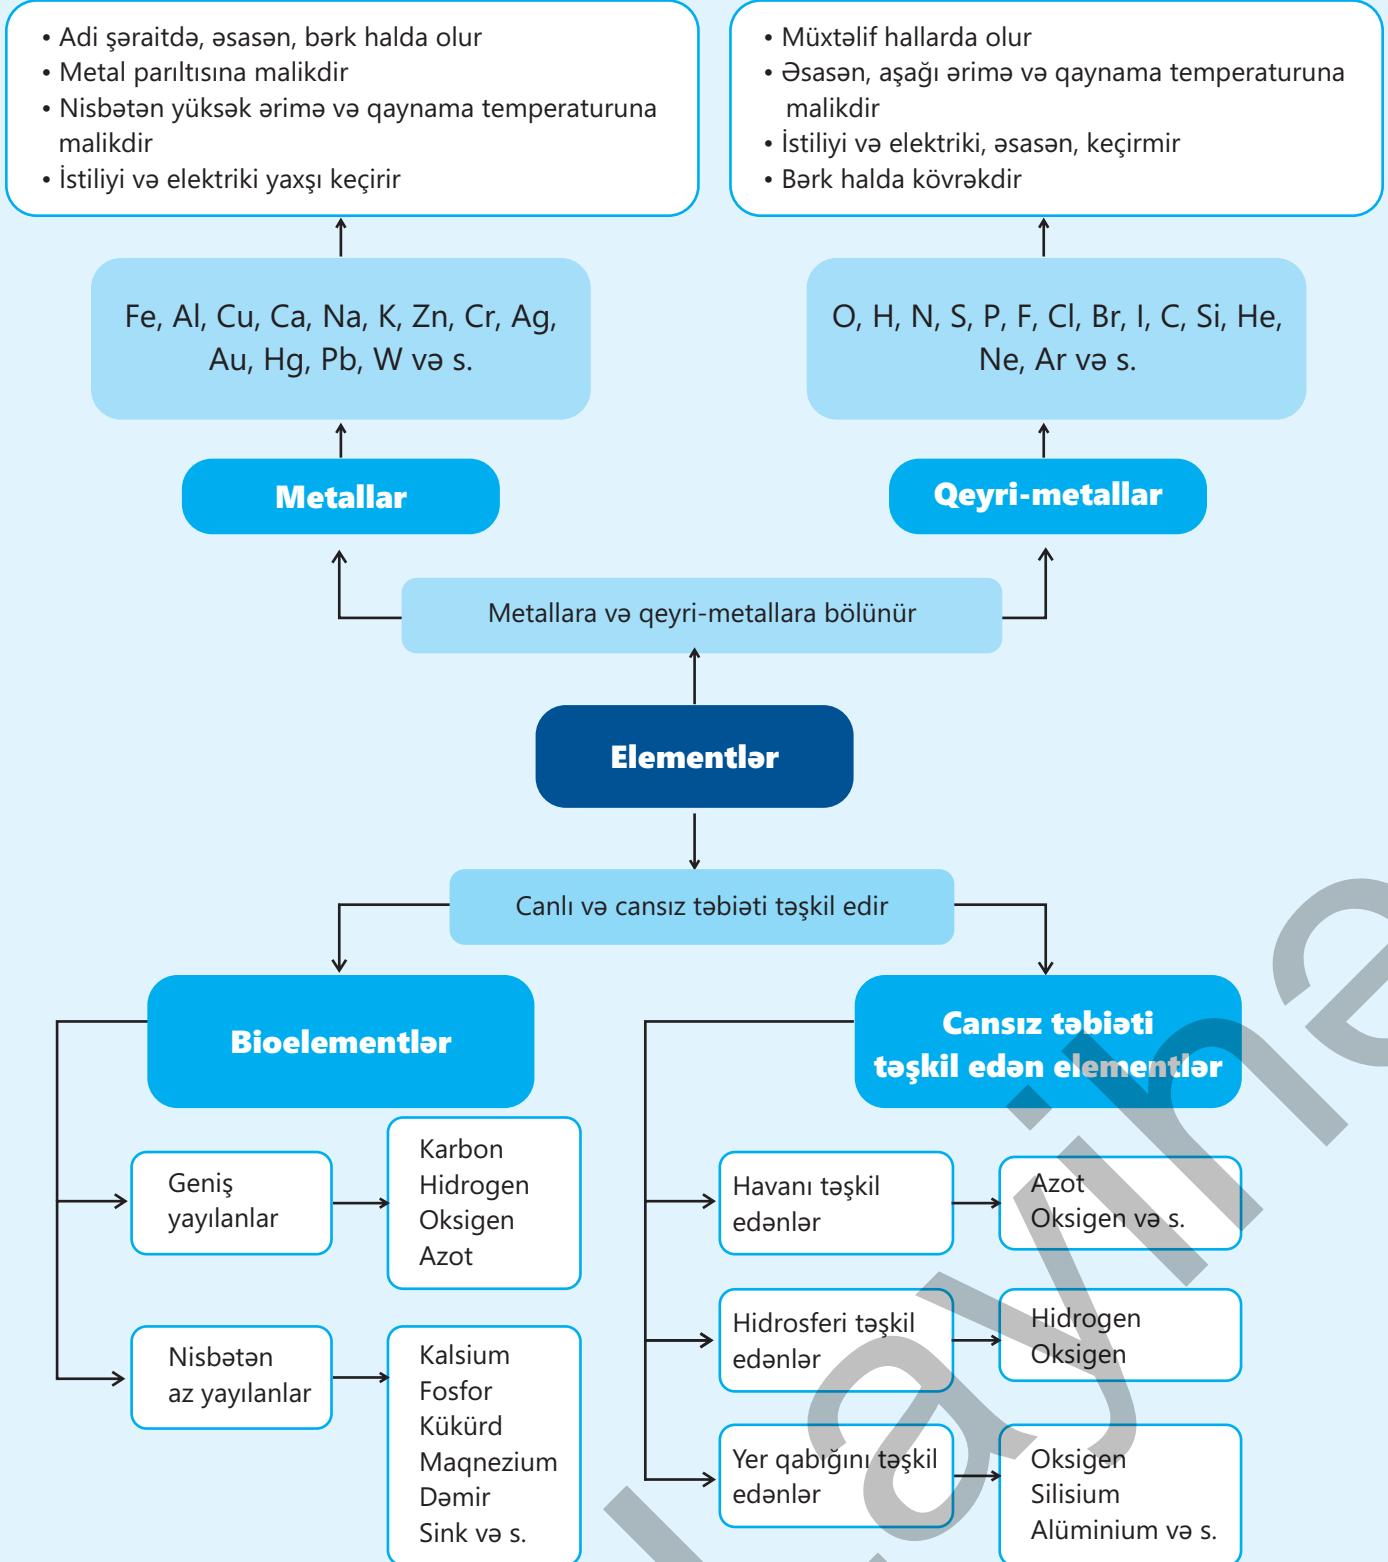 • Adi şəraitdə, əsasən, bərk halda olur
• Metal parıltısına malikdir
• Nisbətən yüksək ərimə və qaynama temperaturuna
malikdir
• İstiliyi və elektriki yaxşı keçirir
• Müxtəlif hallarda olur
• Əsasən, aşağı ərimə və qaynama temperaturuna
malikdir
• İstiliyi və elektriki, əsasən, keçirmir
• Bərk halda kövrəkdir
Fe, Al, Cu, Ca, Na, K, Zn, Cr, Ag,
Au, Hg, Pb, W və s.
O, H, N, S, P, F, Cl, Br, I, C, Si, He,
Ne, Ar və s.
Metallar
Qeyri-metallar
Metallara və qeyri-metallara bölünür
Elementlər
Canlı və cansız təbiəti təşkil edir
Bioelementlər
Cansız təbiəti
təşkil edən elementlər
Geniş
yayılanlar
Karbon
Hidrogen
Oksigen
Azot
Nisbətən
az yayılanlar
Kalsium
Fosfor
Kükürd
Maqnezium
Dəmir
Sink və s.
Havanı təşkil
edənlər
Azot
Oksigen və s.
Hidrosferi təşkil
edənlər
Hidrogen
Oksigen
Yer qabığını təşkil
edənlər
Oksigen
Silisium
Alüminium və s.
Layihe